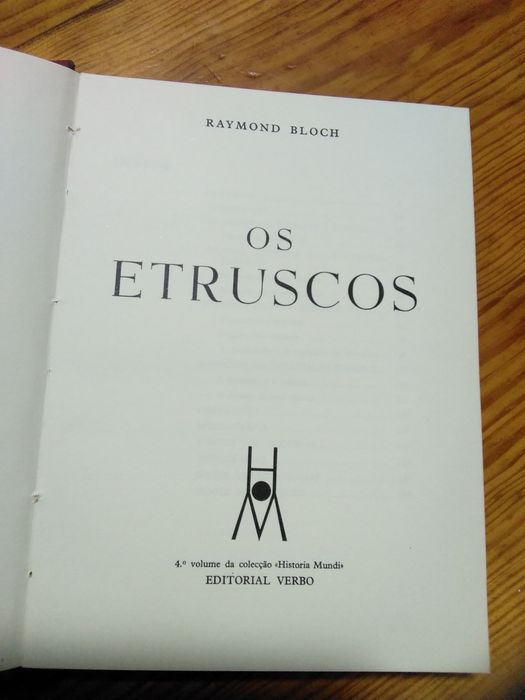 RAYMOND BLOCH
OS
ETRUSCOS
4.º volume da colecção «Historia Mundi»
EDITORIAL VERBO